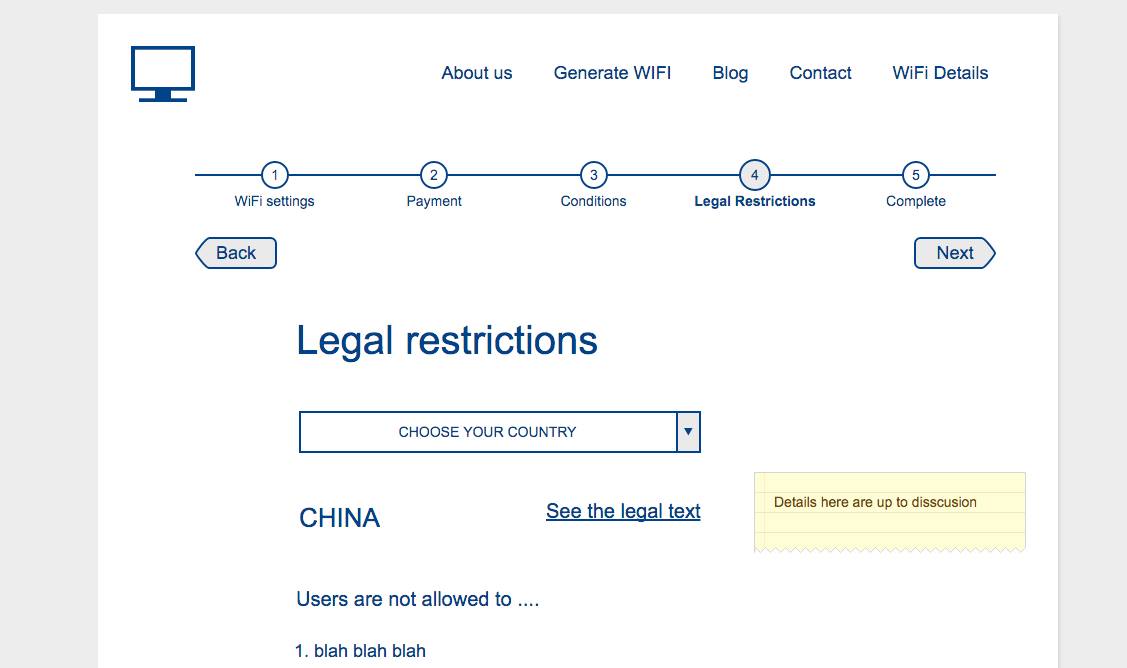 About us Generate WIFI Blog Contact WiFi Details
1 2 3 4 5
WiFi settings Payment Conditions Legal Restrictions Complete
Back Next
Legal restrictions
CHOOSE YOUR COUNTRY
CHINA See the legal text
Details here are up to disscusion
Users are not allowed to ....
1. blah blah blah